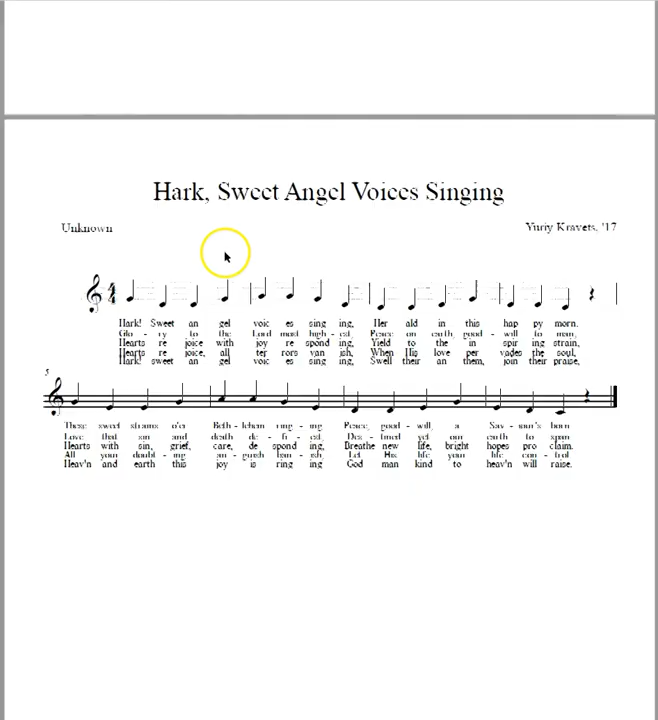 Hark, Sweet Angel Voices Singing
Unknown
Yuriy Kravets, '17
4
4
Hark! Sweet an gel voic es sing ing, Her ald in this hap py morn.
Glo - ry to the Lord most high - est, Peace on earth, good - will to man,
Hearts re joice with joy re spond ing, Yield to the in spir ing strain,
Hearts re joice, all ter rors van ish, When His love per vades the soul,
Hark! sweet an gel voic es sing ing, Swell their an them, join their praise,
5
These sweet strains o'er Beth - lehem ring - ing Peace, good - will, a Sav - iour's born
Love that sin and death de - fi - est, Des - tined yet our earth to span
Hearts with sin, grief, care, de spond ing, Breathe new life, bright hopes pro claim.
All your doubt - ing an - guish ban - ish, Let His life your life con - trol
Heav'n and earth this joy is ring ing God man kind to heav'n will raise.